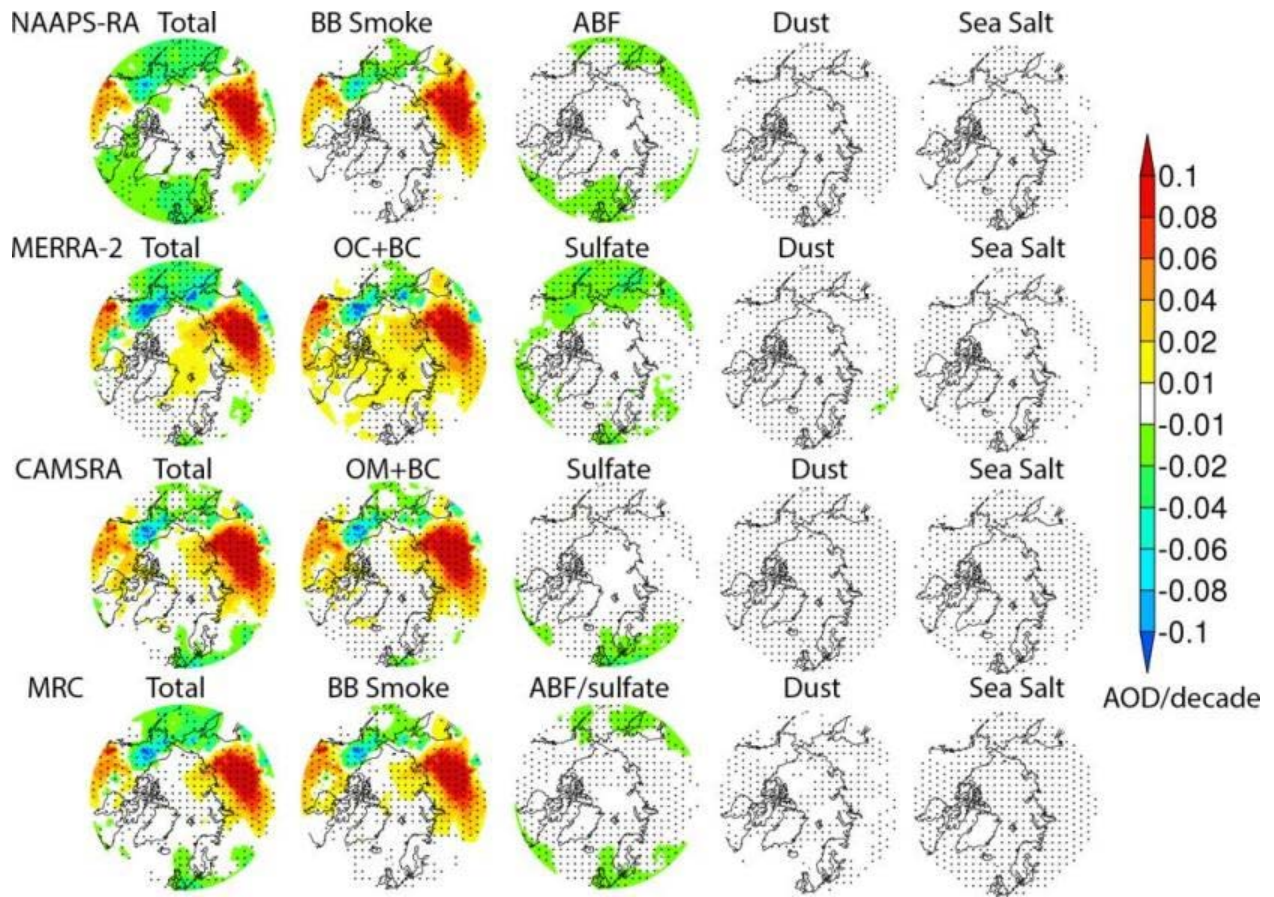 NAAPS-RA Total BB Smoke ABF Dust Sea Salt
MERRA-2 Total OC+BC Sulfate Dust Sea Salt
CAMSRA Total OM+BC Sulfate Dust Sea Salt
MRC Total BB Smoke ABF/sulfate Dust Sea Salt
0.1
0.08
0.06
0.04
0.02
0.01
-0.01
-0.02
-0.04
-0.06
-0.08
-0.1
AOD/decade